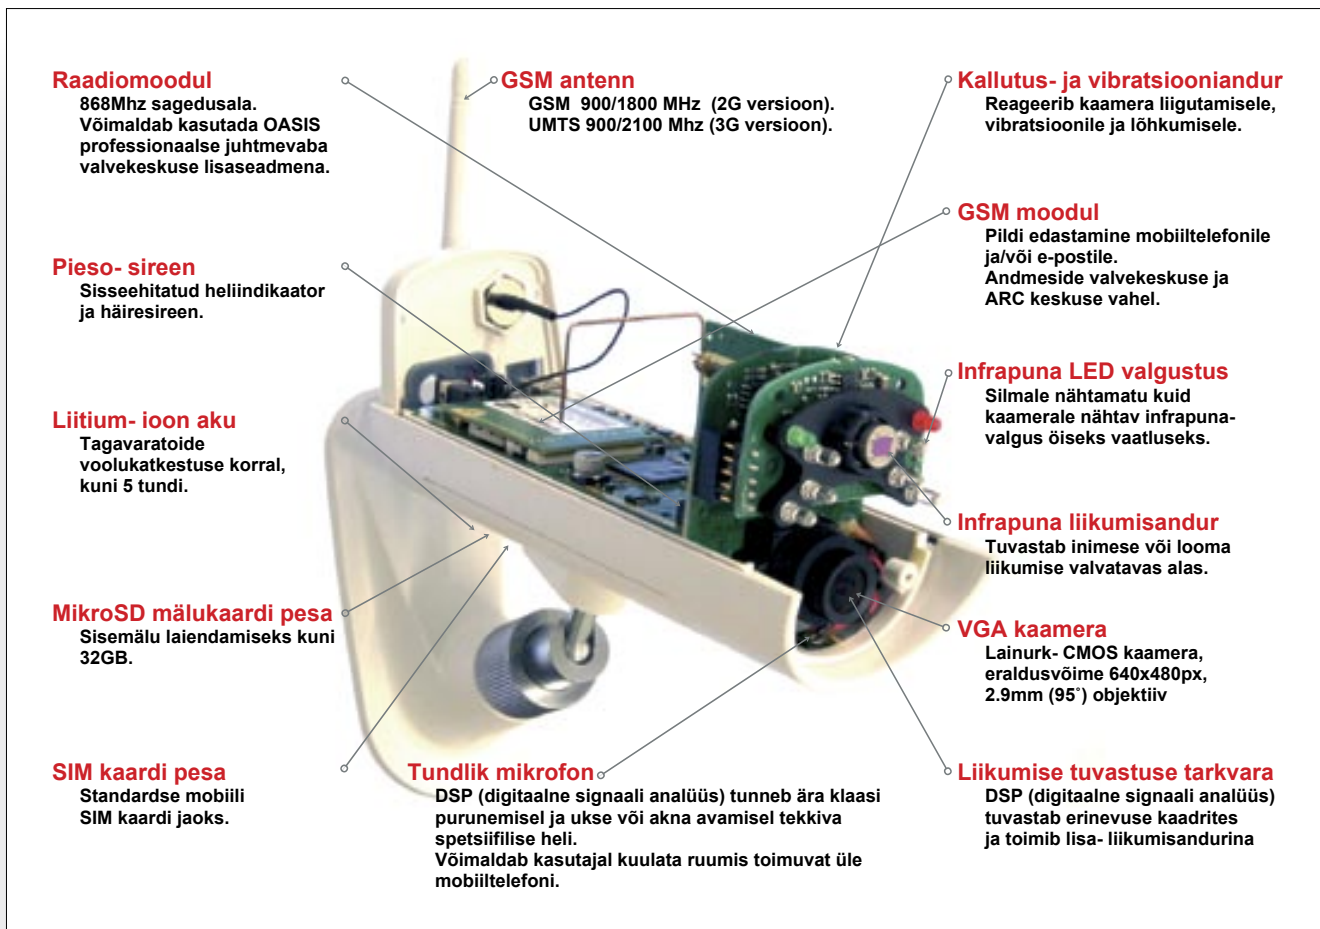 Raadiomoodul
868Mhz sagedusala.
Võimaldab kasutada OASIS
professionaalse juhtmevaba
valvekeskuse lisaseadmena.
Pieso- sireen
Sisseehitatud heliindikaator
ja häiresireen.
Liitium- ioon aku
Tagavaratoide
voolukatkestuse korral,
kuni 5 tundi.
MikroSD mälukaardi pesa
Sisemälu laiendamiseks kuni
32GB.
SIM kaardi pesa
Standardse mobiili
SIM kaardi jaoks.
GSM antenn
GSM 900/1800 MHz (2G versioon).
UMTS 900/2100 Mhz (3G versioon).
Tundlik mikrofon
DSP (digitaalne signaali analüüs) tunneb ära klaasi
purunemisel ja ukse või akna avamisel tekkiva
spetsiifilise heli.
Võimaldab kasutajal kuulata ruumis toimuvat üle
mobiiltelefoni.
Kallutus- ja vibratsiooniandur
Reageerib kaamera liigutamisele,
vibratsioonile ja lõhkumisele.
GSM moodul
Pildi edastamine mobiiltelefonile
ja/või e-postile.
Andmeside valvekeskuse ja
ARC keskuse vahel.
Infrapuna LED valgustus
Silmale nähtamatu kuid
kaamerale nähtav infrapuna-
valgus öiseks vaatluseks.
Infrapuna liikumisandur
Tuvastab inimese või looma
liikumise valvatavas alas.
VGA kaamera
Lainurk- CMOS kaamera,
eraldusvõime 640x480px,
2.9mm (95˚) objektiiv
Liikumise tuvastuse tarkvara
DSP (digitaalne signaali analüüs)
tuvastab erinevuse kaadrites
ja toimib lisa- liikumisandurina